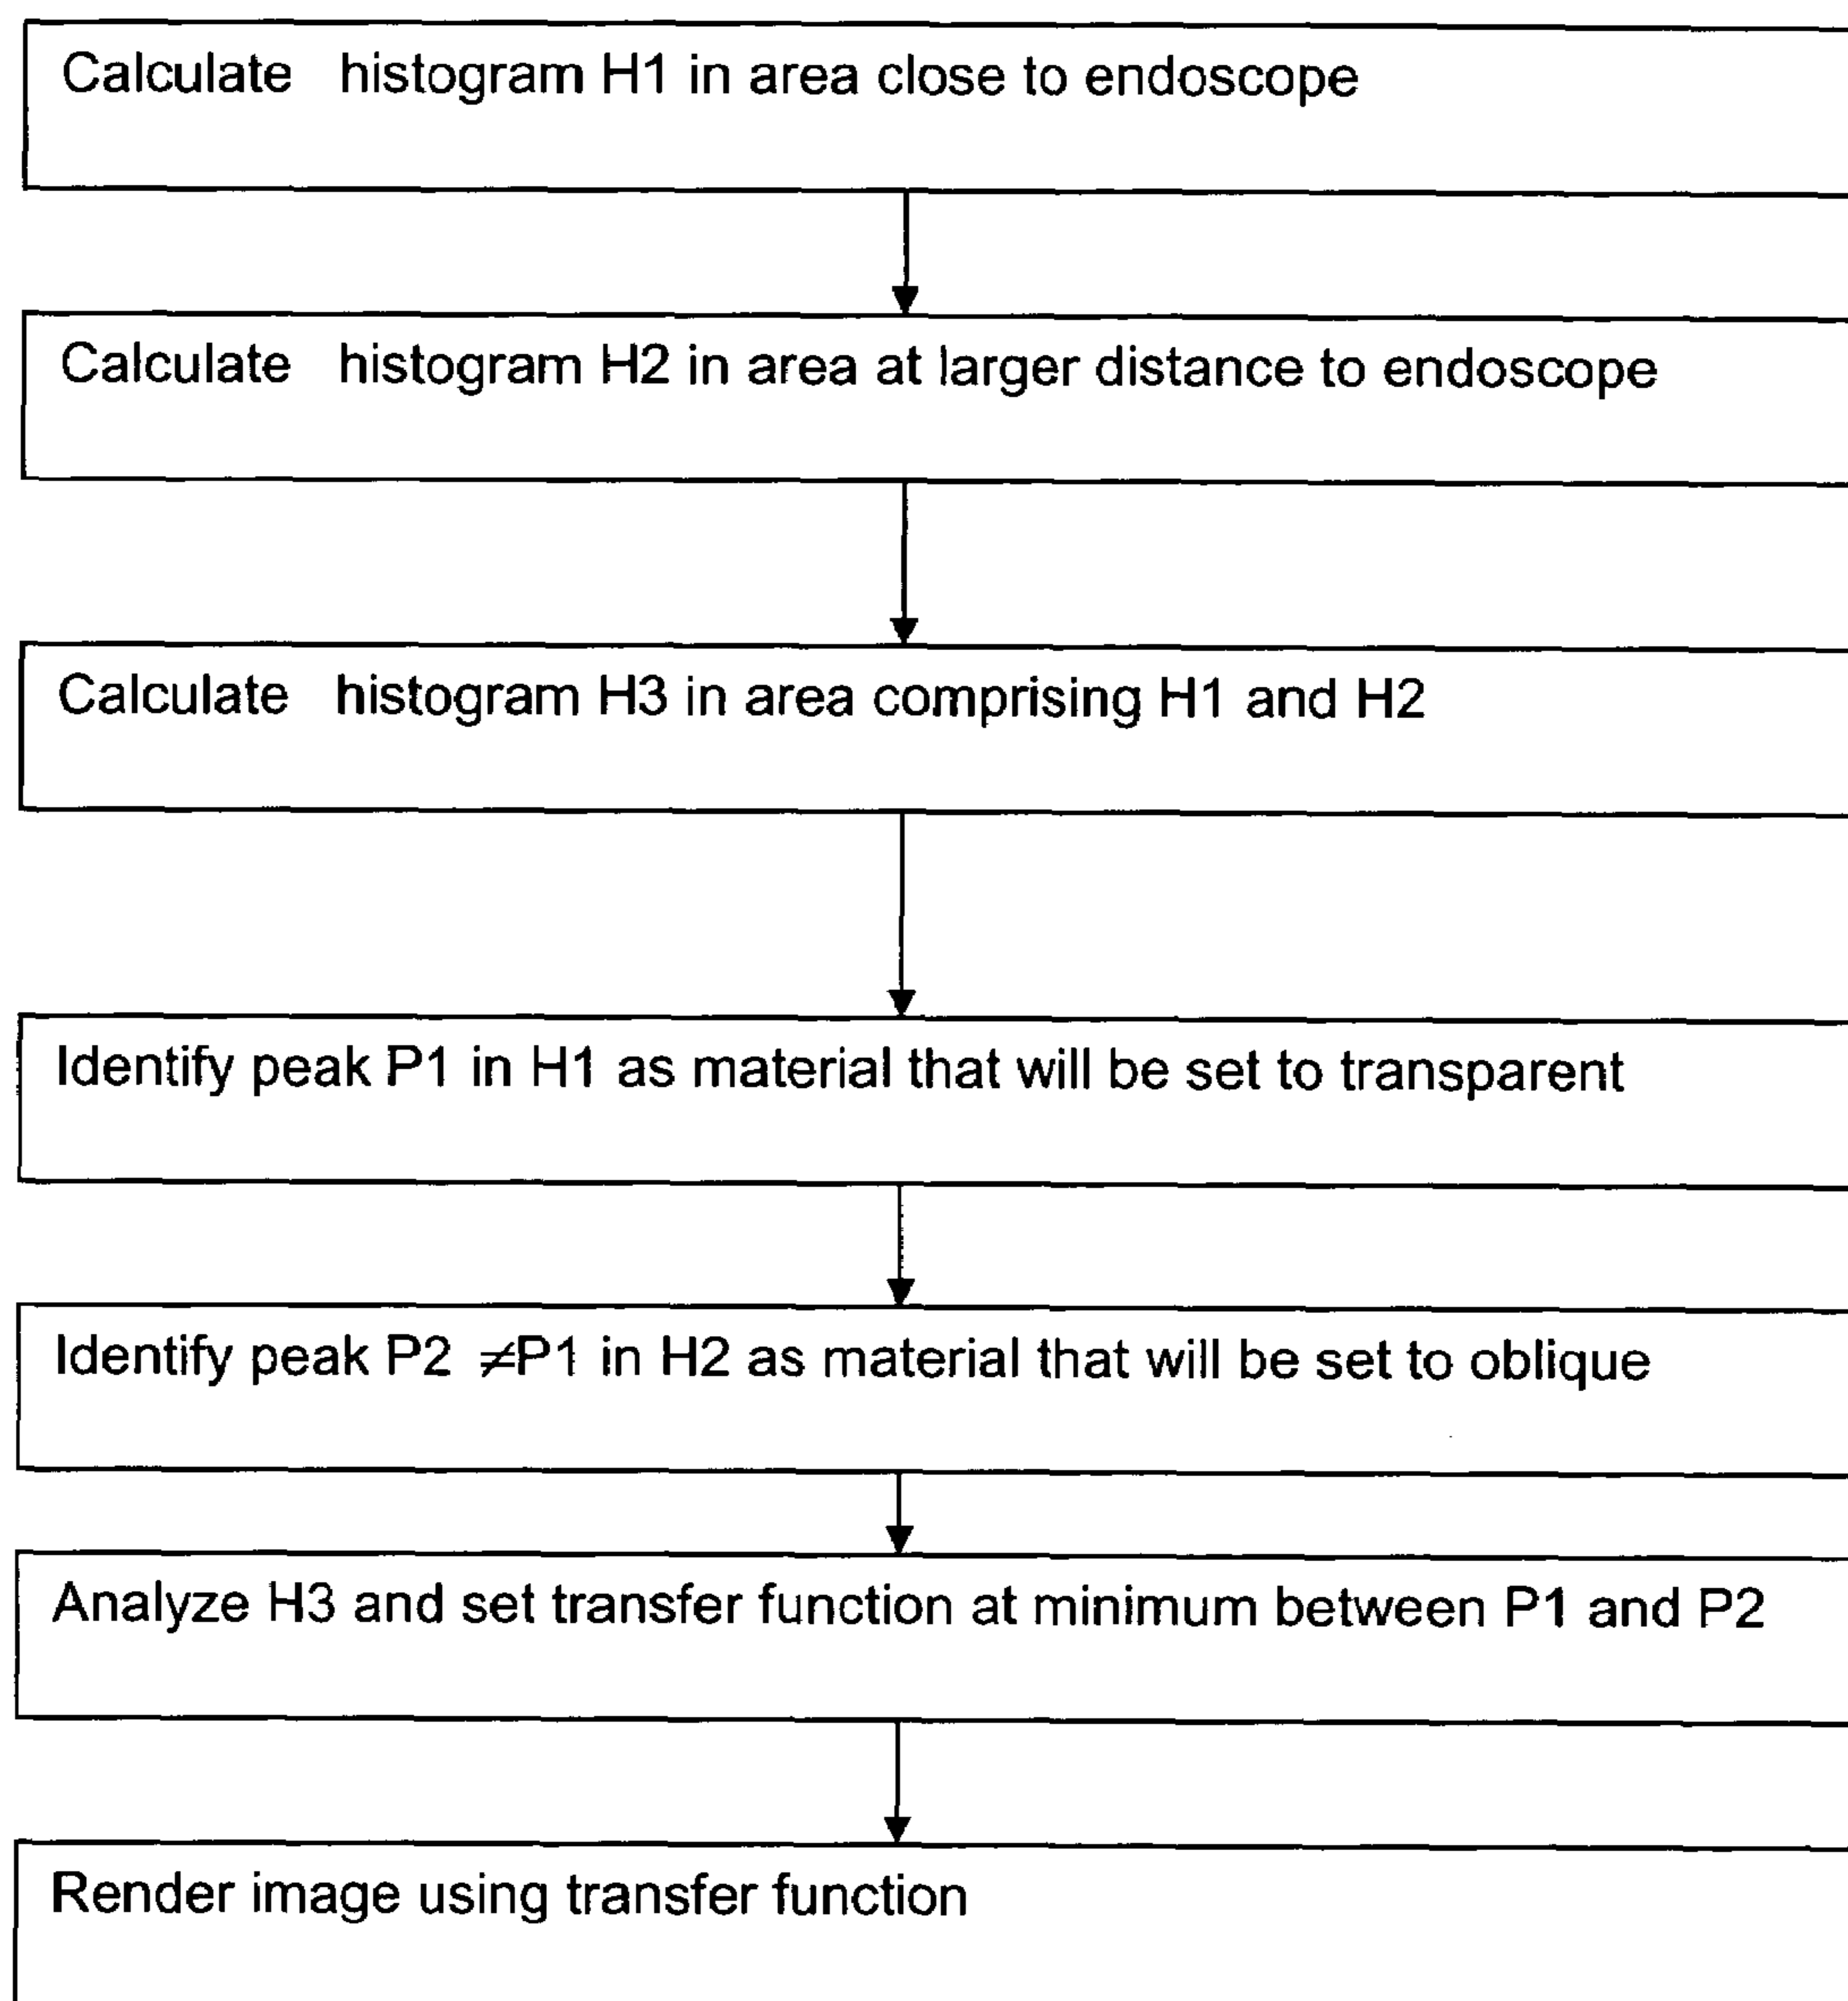 Calculate histogram H1 in area close to endoscope
Calculate histogram H2 in area at larger distance to endoscope
Calculate histogram H3 in area comprising H1 and H2
Identify peak P1 in H1 as material that will be set to transparent
Identify peak P2 ≠P1 in H2 as material that will be set to oblique
Analyze H3 and set transfer function at minimum between P1 and P2
Render image using transfer function